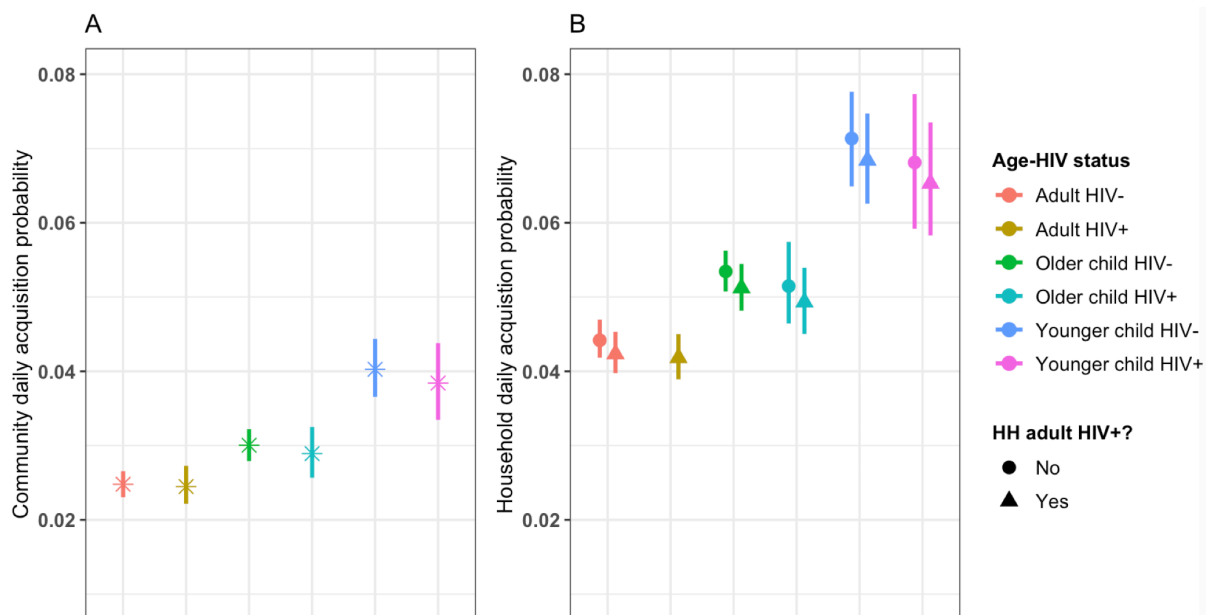 A
B
Community daily acquisition probability
0.08
0.06
0.04
0.02
Household daily acquisition probability
0.08
0.06
0.04
0.02
Age-HIV status
Adult HIV-
Adult HIV+
Older child HIV-
Older child HIV+
Younger child HIV-
Younger child HIV+
HH adult HIV+?
No
Yes